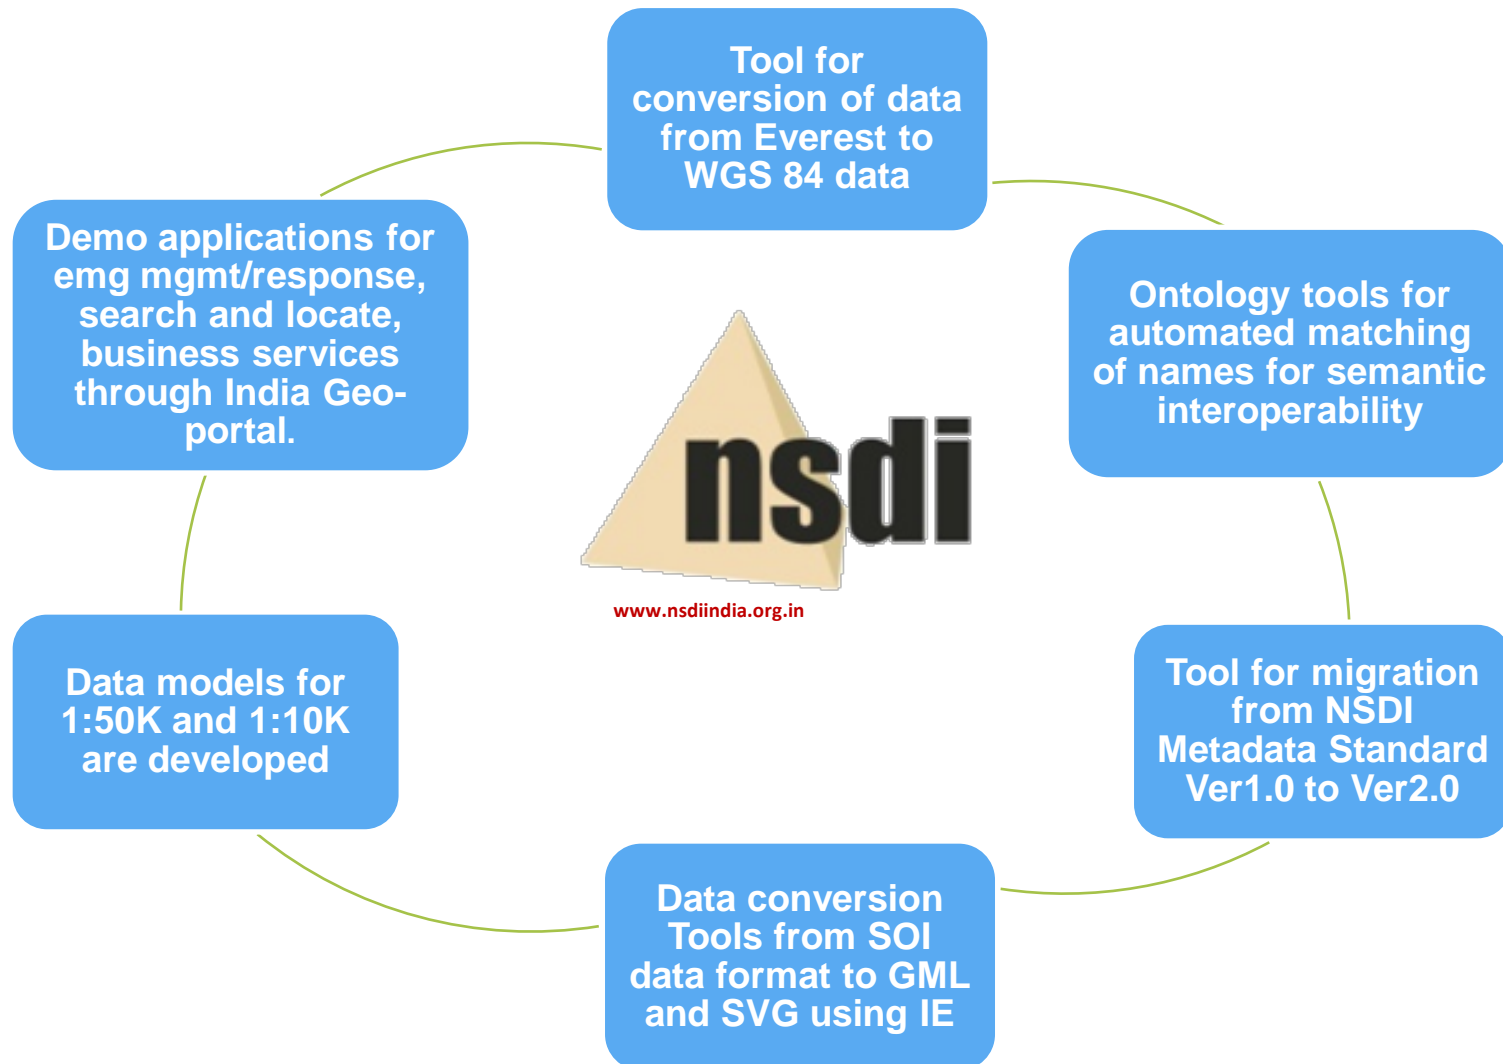 Tool for
conversion of data
from Everest to
WGS 84 data
Ontology tools for
automated matching
of names for semantic
interoperability
Tool for migration
from NSDI
Metadata Standard
Ver1.0 to Ver2.0
Data conversion
Tools from SOI
data format to GML
and SVG using IE
Data models for
1:50K and 1:10K
are developed
Demo applications for
emg mgmt/response,
search and locate,
business services
through India Geo-
portal.
nsdi
www.nsdiindia.org.in